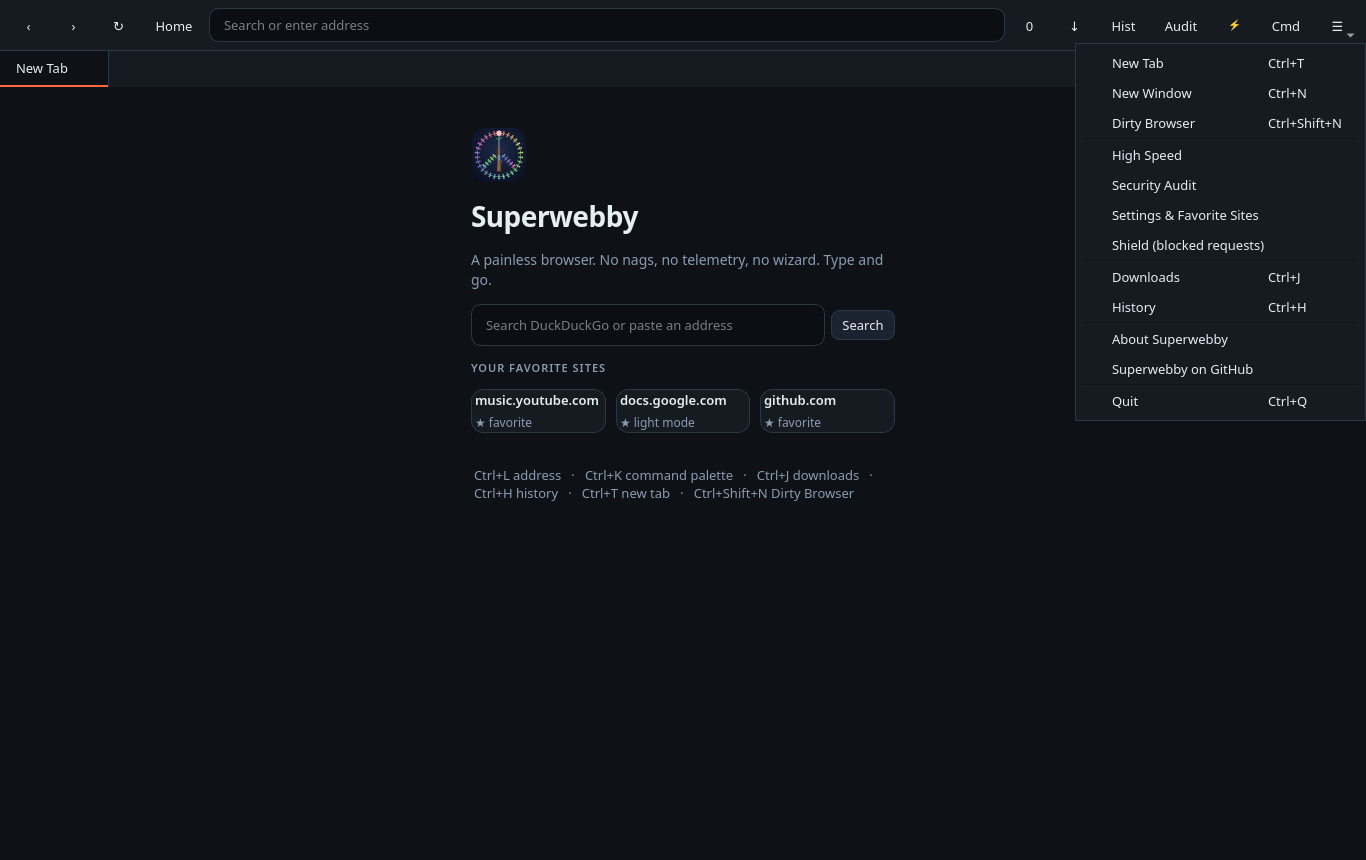 ‹ › ↻ Home Search or enter address 0 ↓ Hist Audit ⚡ Cmd ☰
New Tab
New Tab Ctrl+T
New Window Ctrl+N
Dirty Browser Ctrl+Shift+N
High Speed
Security Audit
Settings & Favorite Sites
Shield (blocked requests)
Downloads Ctrl+J
History Ctrl+H
About Superwebby
Superwebby on GitHub
Quit Ctrl+Q
Superwebby
A painless browser. No nags, no telemetry, no wizard. Type and
go.
Search DuckDuckGo or paste an address Search
YOUR FAVORITE SITES
music.youtube.com docs.google.com github.com
★ favorite ★ light mode ★ favorite
Ctrl+L address · Ctrl+K command palette · Ctrl+J downloads ·
Ctrl+H history · Ctrl+T new tab · Ctrl+Shift+N Dirty Browser